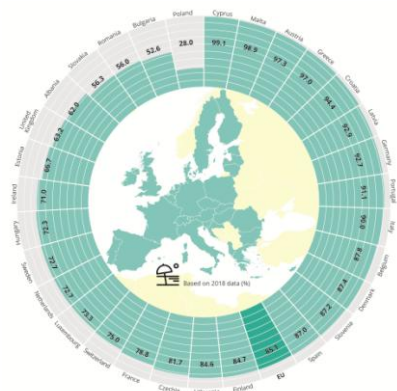 Cyprus
99.1
Malta
98.9
Austria
97.3
Greece
97.0
Croatia
94.4
Latvia
92.9
Germany
92.7
Portugal
91.1
Italy
90.0
Belgium
87.8
Denmark
87.4
Slovenia
87.2
Spain
87.0
EU
85.1
Finland
84.7
84.6
81.7
France
78.8
Switzerland
75.0
Luxembourg
73.3
Netherlands
72.7
Sweden
72.7
Hungary
72.3
Ireland
71.0
Estonia
66.7
United
Kingdom
63.2
Albania
62.0
Slovakia
56.3
Romania
56.0
Bulgaria
52.6
Poland
28.0
Based on 2018 data (%)